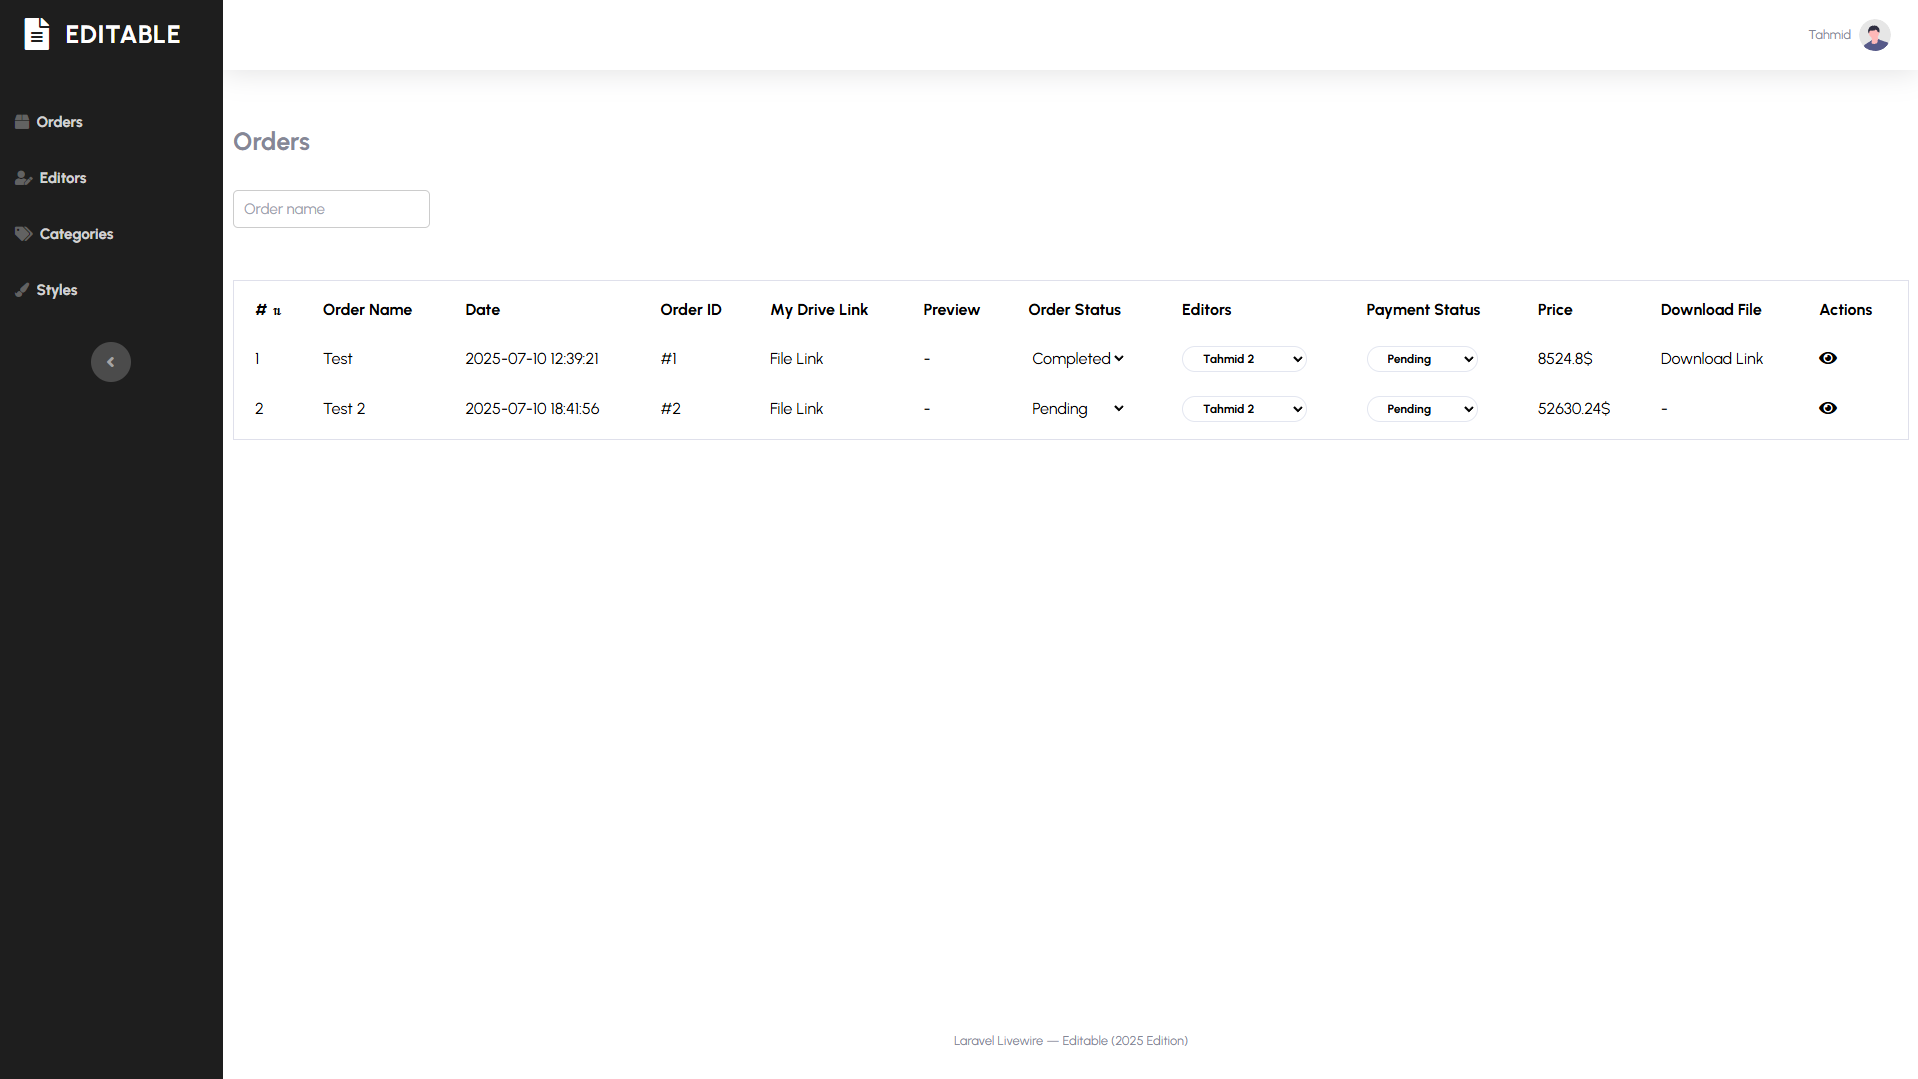 EDITABLE
Tahmid
Orders
Editors
Categories
Styles
Orders
Order name
# Order Name Date Order ID My Drive Link Preview Order Status Editors Payment Status Price Download File Actions
1 Test 2025-07-10 12:39:21 #1 File Link - Completed Tahmid 2 Pending 8524.8$ Download Link
2 Test 2 2025-07-10 18:41:56 #2 File Link - Pending Tahmid 2 Pending 52630.24$ -
Laravel Livewire — Editable (2025 Edition)